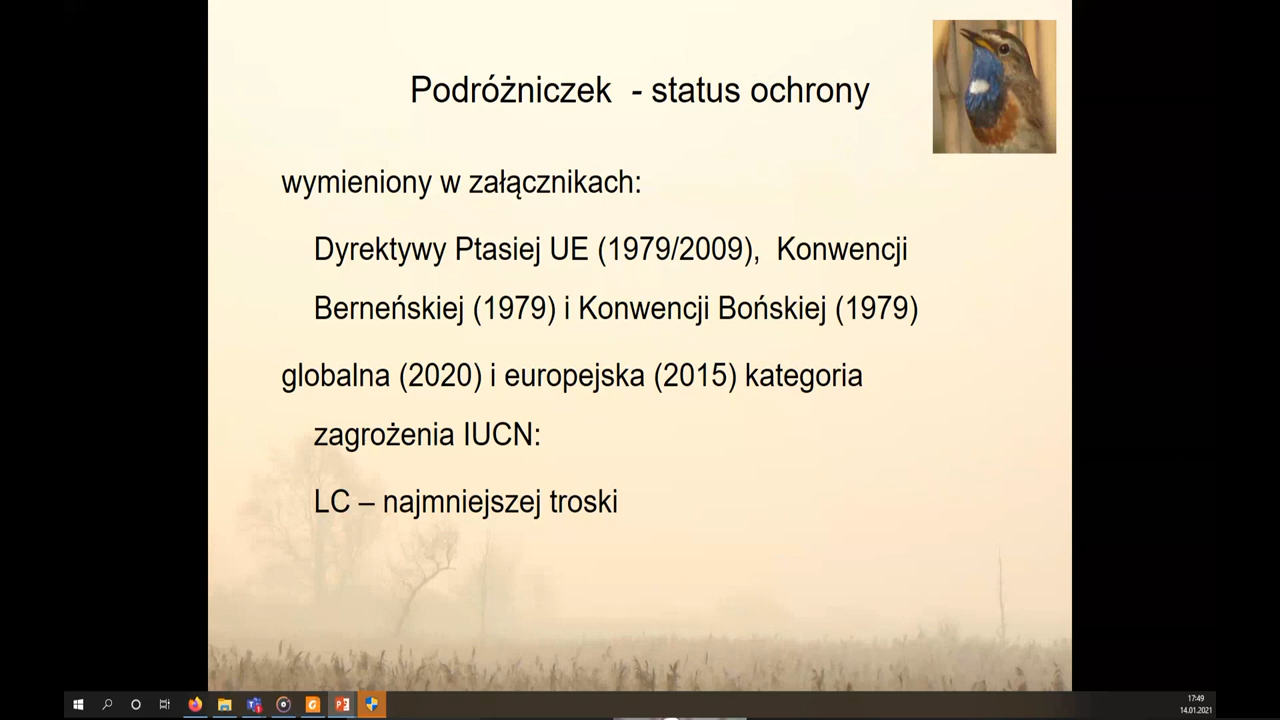 Podróżniczek - status ochrony
wymieniony w załącznikach:
Dyrektywy Ptasiej UE (1979/2009), Konwencji
Berneńskiej (1979) i Konwencji Bońskiej (1979)
globalna (2020) i europejska (2015) kategoria
zagrożenia IUCN:
LC – najmniejszej troski
17:49
14.01.2021